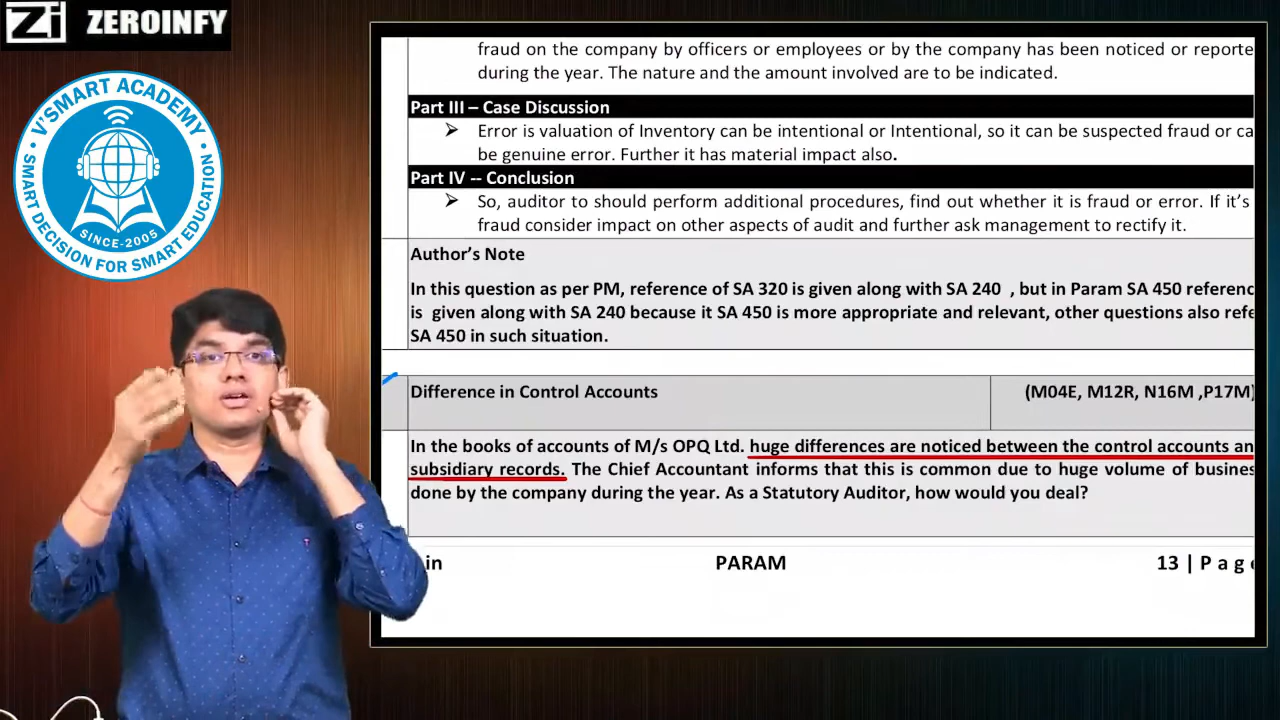 Zi ZEROINFY
V'SMART ACADEMY
SMART DECISION FOR SMART EDUCATION
SINCE-2005
fraud on the company by officers or employees or by the company has been noticed or reporte
during the year. The nature and the amount involved are to be indicated.
Part III – Case Discussion
➢ Error is valuation of Inventory can be intentional or Intentional, so it can be suspected fraud or ca
be genuine error. Further it has material impact also.
Part IV -- Conclusion
➢ So, auditor to should perform additional procedures, find out whether it is fraud or error. If it's
fraud consider impact on other aspects of audit and further ask management to rectify it.
Author's Note
In this question as per PM, reference of SA 320 is given along with SA 240 , but in Param SA 450 referenc
is given along with SA 240 because it SA 450 is more appropriate and relevant, other questions also refe
SA 450 in such situation.
Difference in Control Accounts (M04E, M12R, N16M ,P17M)
In the books of accounts of M/s OPQ Ltd. huge differences are noticed between the control accounts an
subsidiary records. The Chief Accountant informs that this is common due to huge volume of busines
done by the company during the year. As a Statutory Auditor, how would you deal?
in PARAM 13 | P a g e